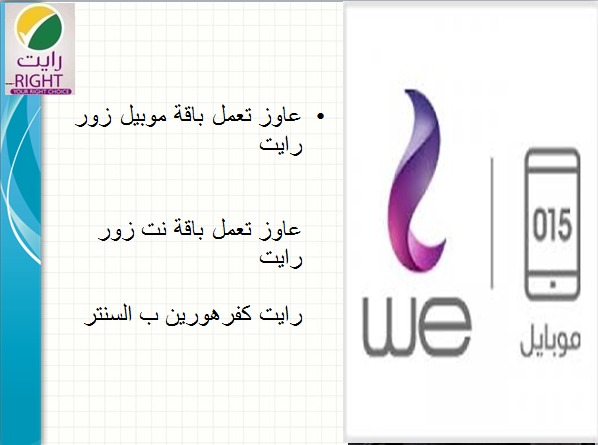 رايت
RIGHT
YOUR RIGHT CHOICE
• عاوز تعمل باقة موبيل زور
رايت
عاوز تعمل باقة نت زور
رايت
رايت كفرهورين ب السنتر
we
015
موبايل